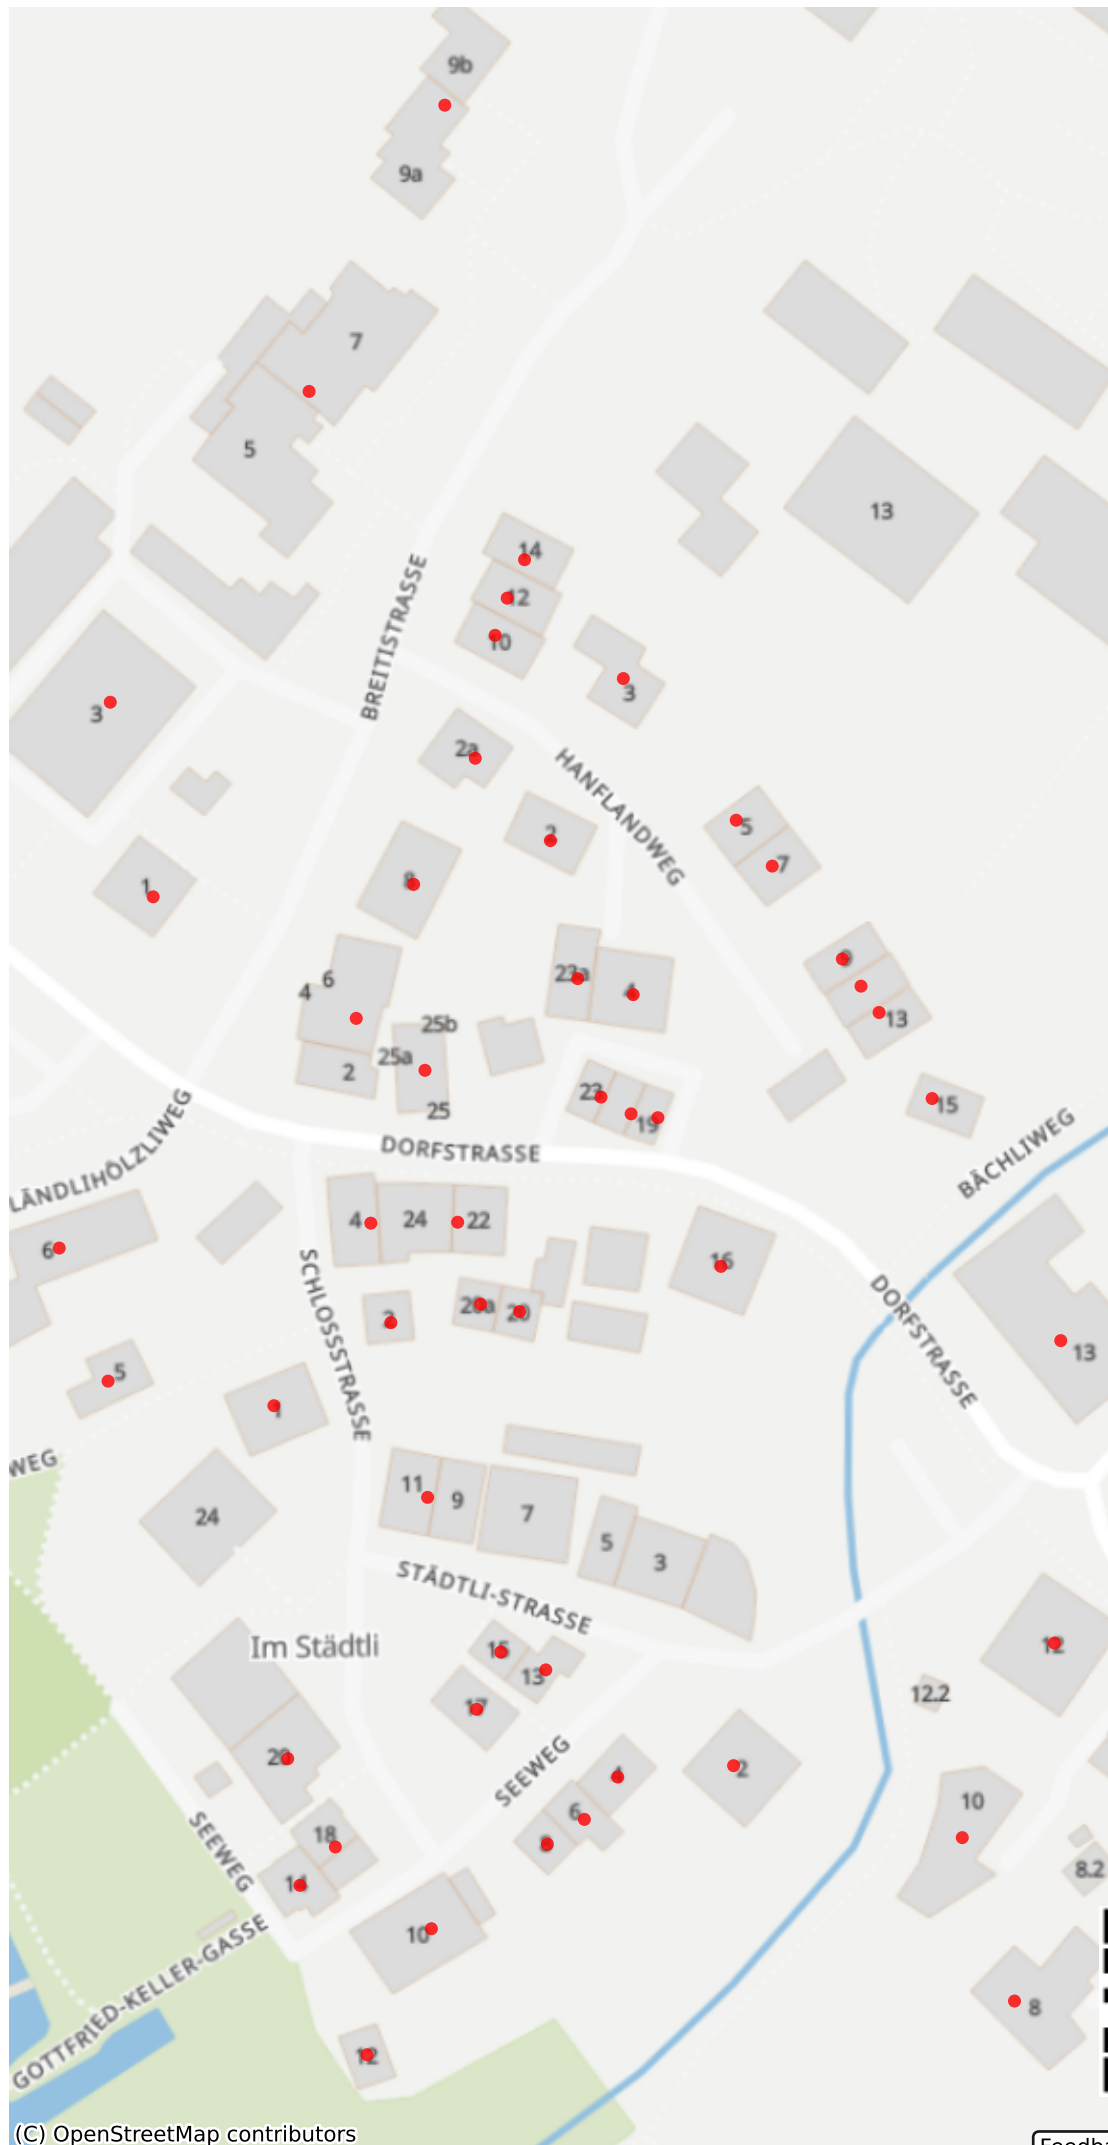 9b
9a
7
5
13
14
12
10
3
3
2a
2
5
7
8
1
9
6
4
23a
4
13
25b
25a
2
25
23
19
15
BREITISTRASSE
HANFLANDWEG
DORFSTRASSE
LÄNDLIHÖLZLIWEG
BÄCHLIWEG
4
24
22
6
16
20a
20
2
SCHLOSSSTRASSE
DORFSTRASSE
13
5
1
WEG
11
9
7
24
5
3
STÄDTLI-STRASSE
Im Städtli
15
13
12
17
12.2
20
4
2
SEEWEG
6
10
18
8
SEEWEG
14
8.2
10
GOTTFRIED-KELLER-GASSE
8
12
(C) OpenStreetMap contributors